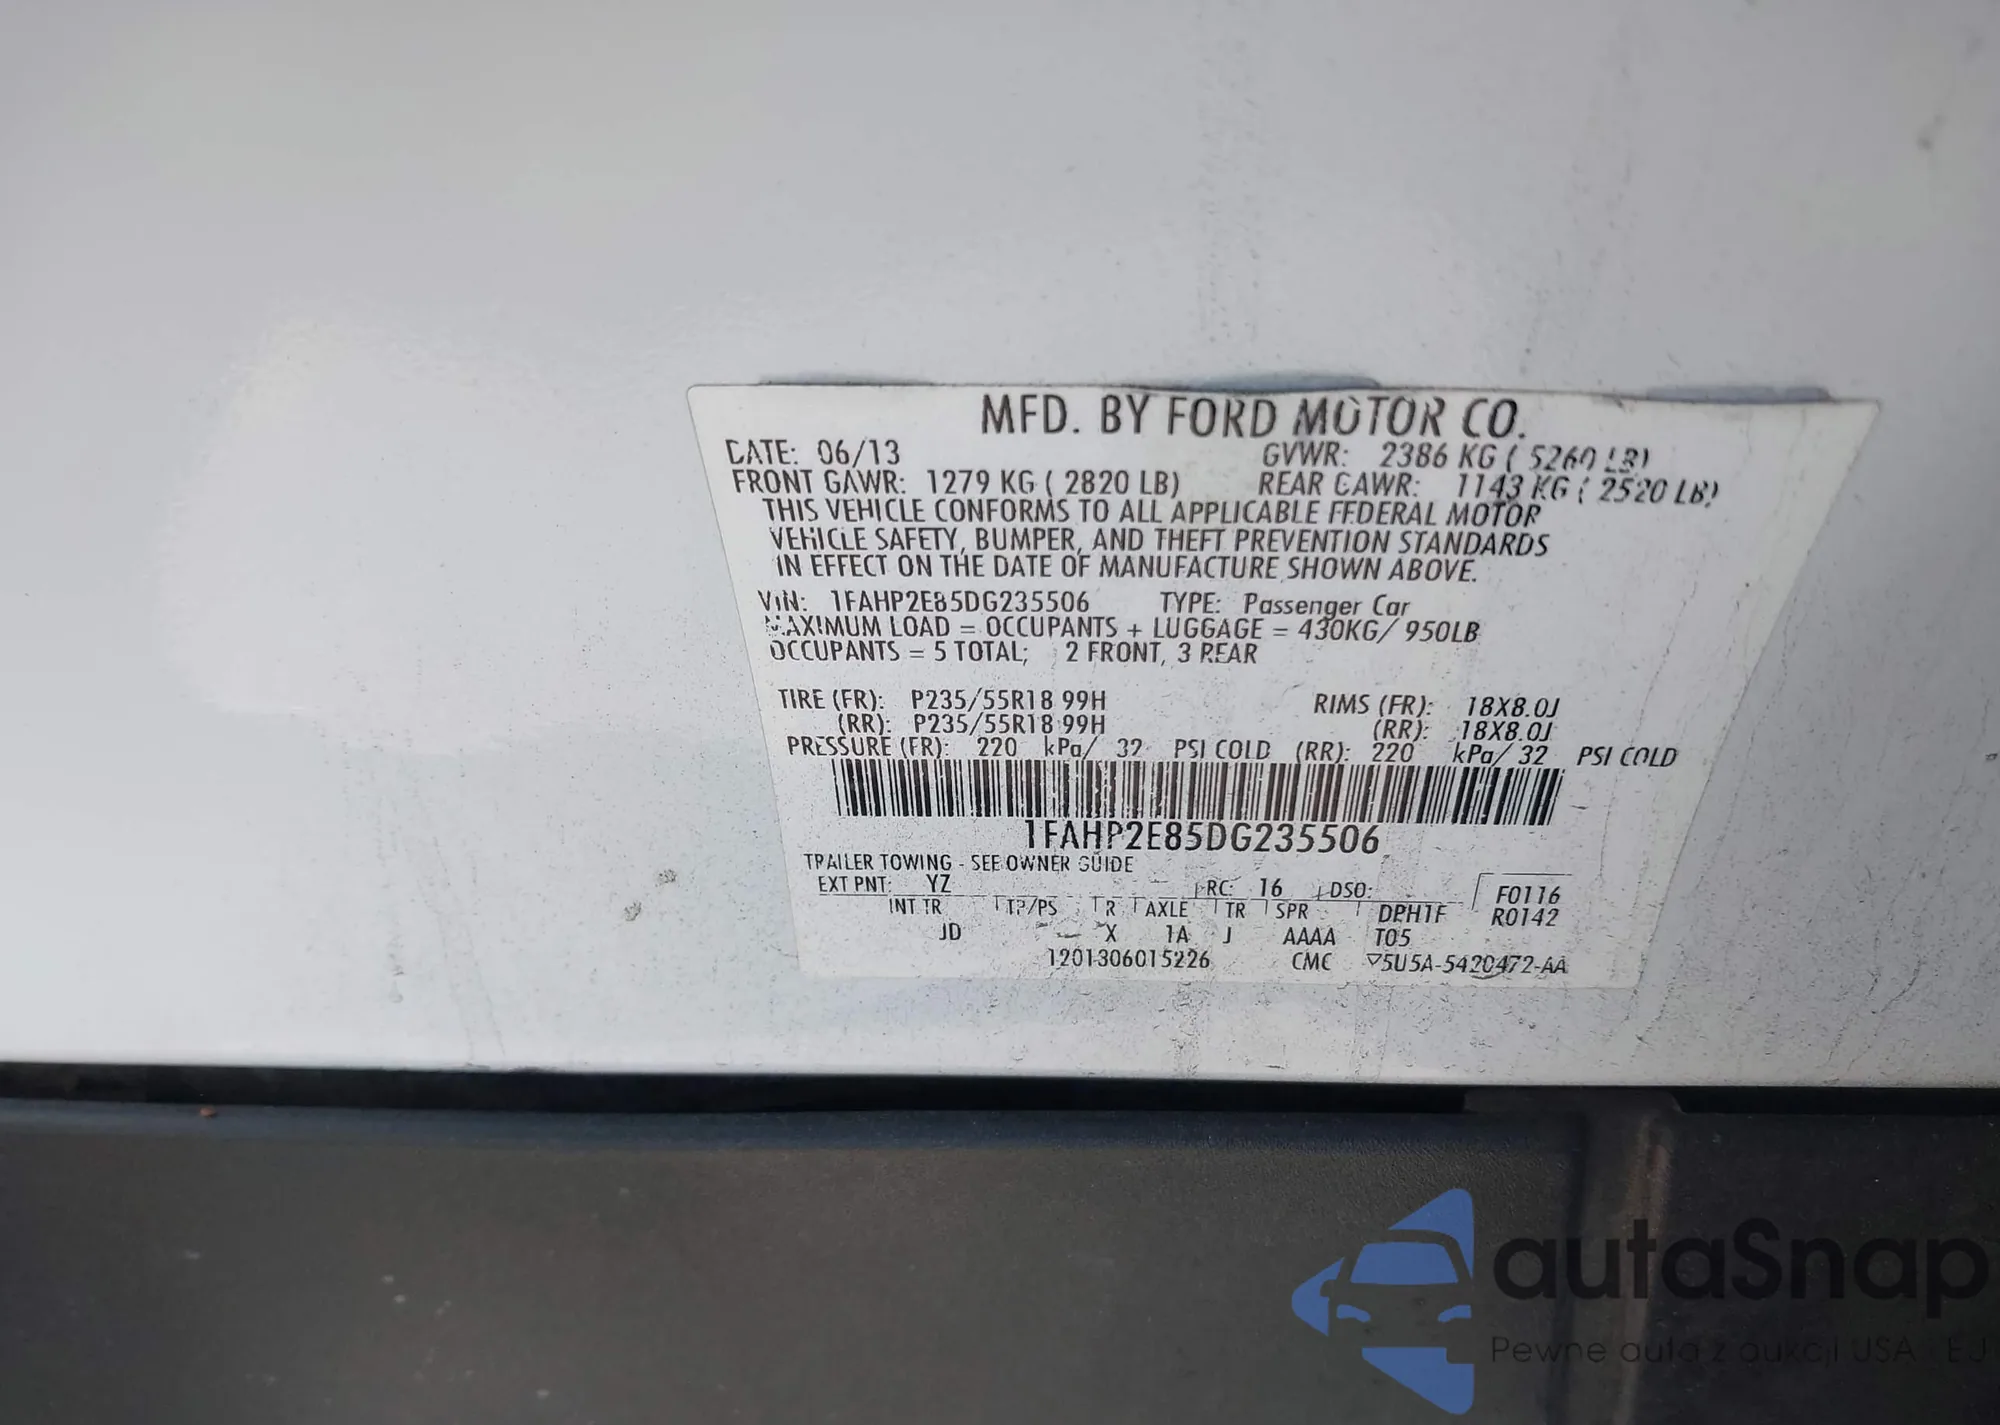 MFD. BY FORD MOTOR CO.
DATE: 06/13 GVWR: 2386 KG ( 5260 LB)
FRONT GAWR: 1279 KG ( 2820 LB) REAR GAWR: 1143 KG ( 2520 LB)
THIS VEHICLE CONFORMS TO ALL APPLICABLE FEDERAL MOTOR
VEHICLE SAFETY, BUMPER, AND THEFT PREVENTION STANDARDS
IN EFFECT ON THE DATE OF MANUFACTURE SHOWN ABOVE.
VIN: 1FAHP2E85DG235506 TYPE: Passenger Car
MAXIMUM LOAD = OCCUPANTS + LUGGAGE = 430KG/ 950LB
OCCUPANTS = 5 TOTAL; 2 FRONT, 3 REAR
TIRE (FR): P235/55R18 99H RIMS (FR): 18X8.0J
(RR): P235/55R18 99H (RR): 18X8.0J
PRESSURE (FR): 220 kPa/ 32 PSI COLD (RR): 220 kPa/ 32 PSI COLD
1FAHP2E85DG235506
TRAILER TOWING - SEE OWNER GUIDE
EXT PNT: YZ RC: 16 DSO: F0116
INT TR TP/PS R AXLE TR SPR DPH1F R0142
JD X 1A J AAAA T05
1201306015226 CMC ▽5U5A-5420472-AA
autaSnap
Pewne auta z aukcji USA i EU